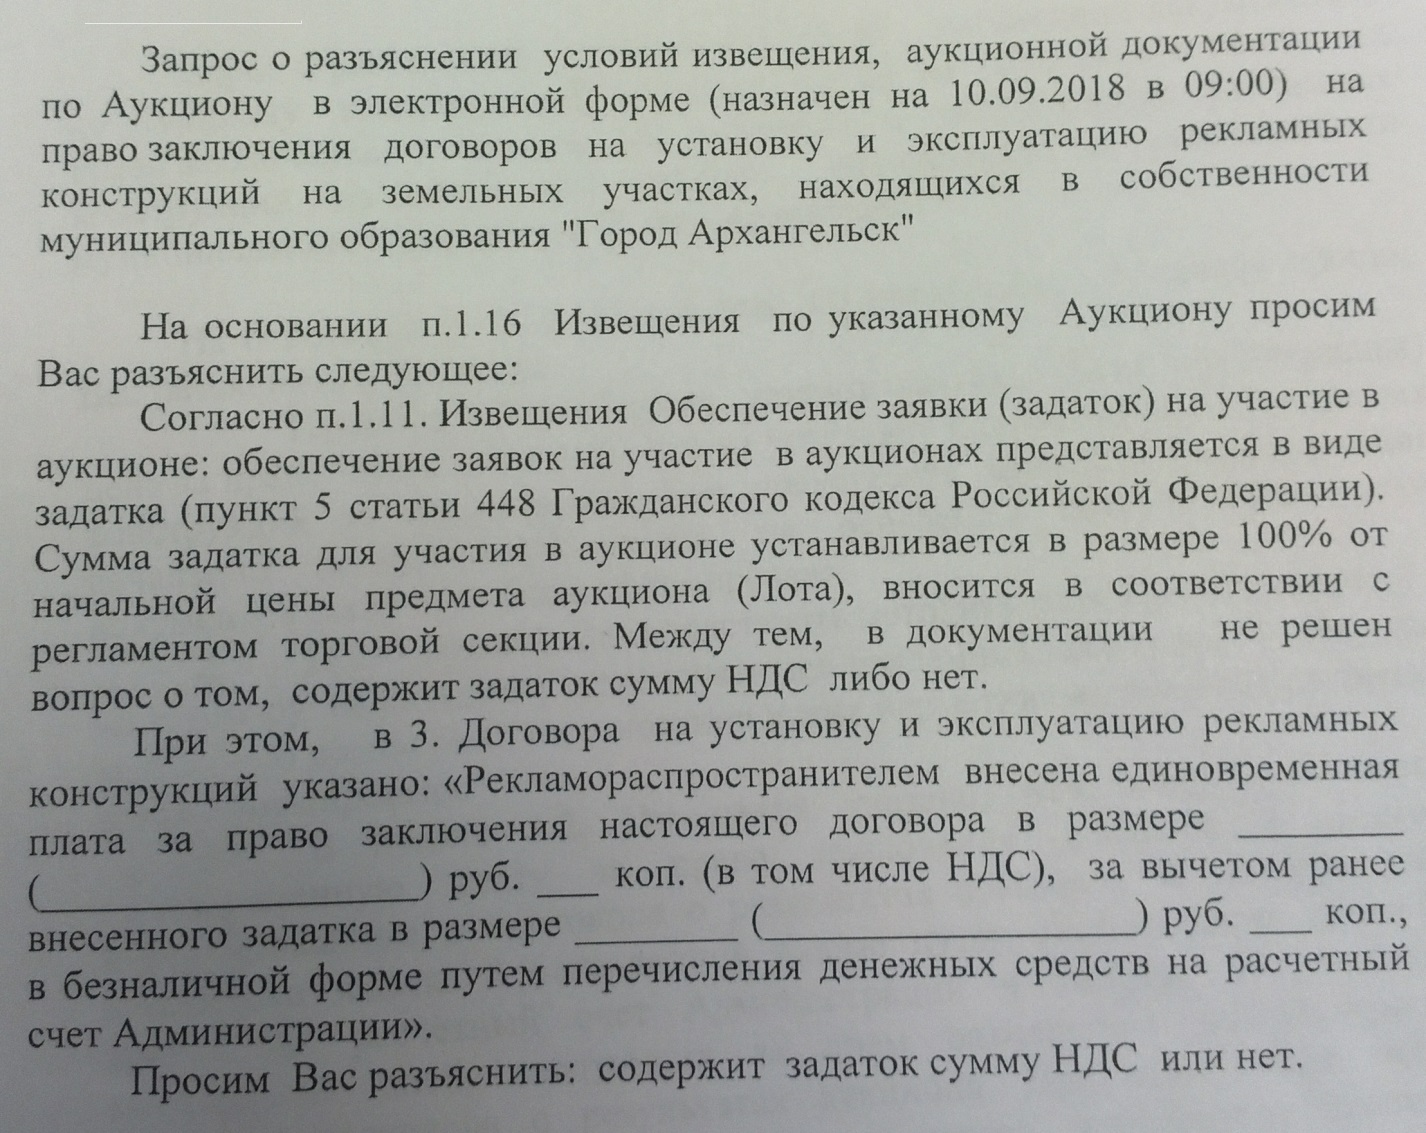 Запрос о разъяснении условий извещения, аукционной документации
по Аукциону в электронной форме (назначен на 10.09.2018 в 09:00) на
право заключения договоров на установку и эксплуатацию рекламных
конструкций на земельных участках, находящихся в собственности
муниципального образования "Город Архангельск"
На основании п.1.16 Извещения по указанному Аукциону просим
Вас разъяснить следующее:
Согласно п.1.11. Извещения Обеспечение заявки (задаток) на участие в
аукционе: обеспечение заявок на участие в аукционах представляется в виде
задатка (пункт 5 статьи 448 Гражданского кодекса Российской Федерации).
Сумма задатка для участия в аукционе устанавливается в размере 100% от
начальной цены предмета аукциона (Лота), вносится в соответствии с
регламентом торговой секции. Между тем, в документации не решен
вопрос о том, содержит задаток сумму НДС либо нет.
При этом, в 3. Договора на установку и эксплуатацию рекламных
конструкций указано: «Рекламораспространителем внесена единовременная
плата за право заключения настоящего договора в размере ________
(___________________) руб. ___ коп. (в том числе НДС), за вычетом ранее
внесенного задатка в размере ________ (___________________) руб. ___ коп.,
в безналичной форме путем перечисления денежных средств на расчетный
счет Администрации».
Просим Вас разъяснить: содержит задаток сумму НДС или нет.